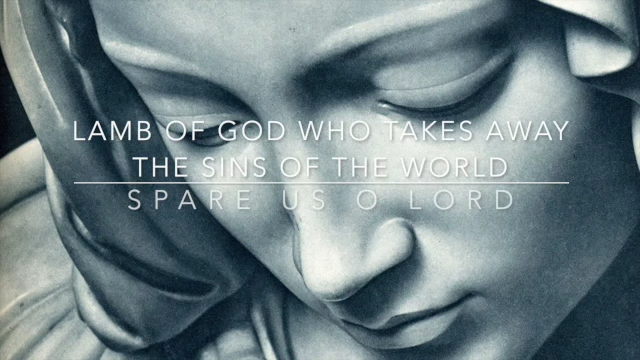 LAMB OF GOD WHO TAKES AWAY
THE SINS OF THE WORLD
SPARE US O LORD